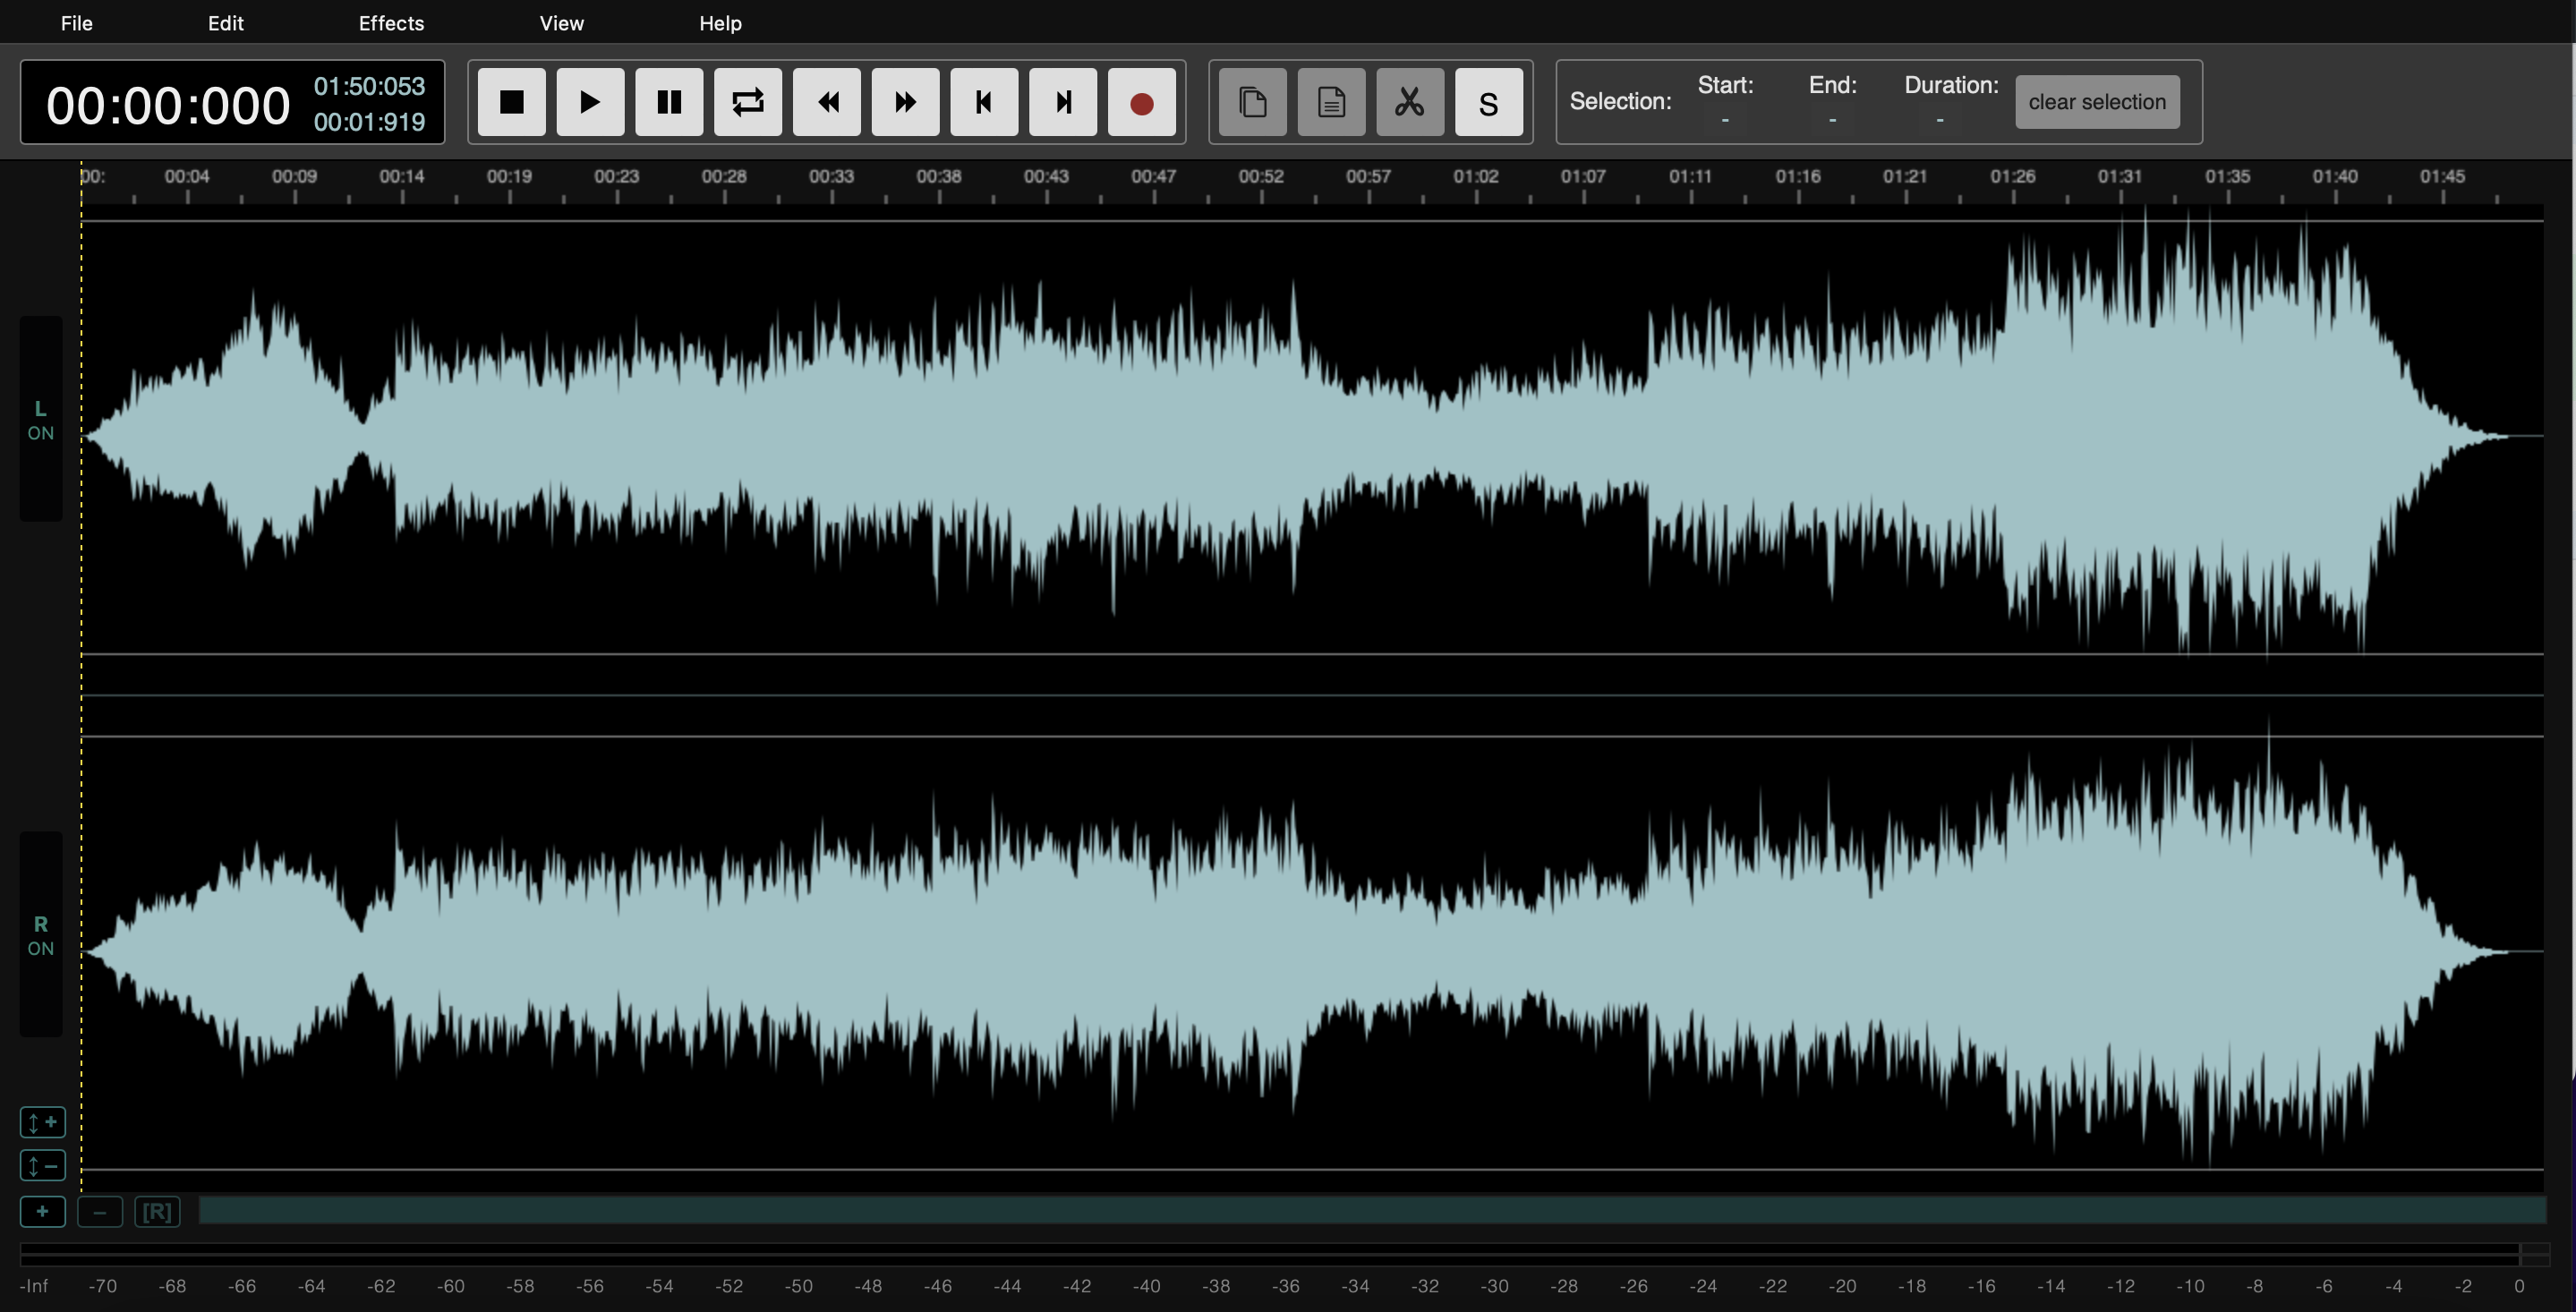 File Edit Effects View Help
00:00:000
01:50:053
00:01:919
S
Selection:
Start:
-
End:
-
Duration:
-
clear selection
00: 00:04 00:09 00:14 00:19 00:23 00:28 00:33 00:38 00:43 00:47 00:52 00:57 01:02 01:07 01:11 01:16 01:21 01:26 01:31 01:35 01:40 01:45
L
ON
R
ON
+
−
+ − [R]
-Inf -70 -68 -66 -64 -62 -60 -58 -56 -54 -52 -50 -48 -46 -44 -42 -40 -38 -36 -34 -32 -30 -28 -26 -24 -22 -20 -18 -16 -14 -12 -10 -8 -6 -4 -2 0